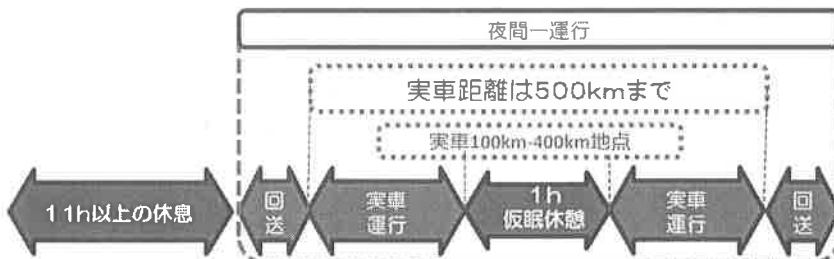 夜間一運行
実車距離は500kmまで
実車100km-400km地点
11h以上の休息
回送
実車
運行
1h
仮眠休憩
実車
運行
回送